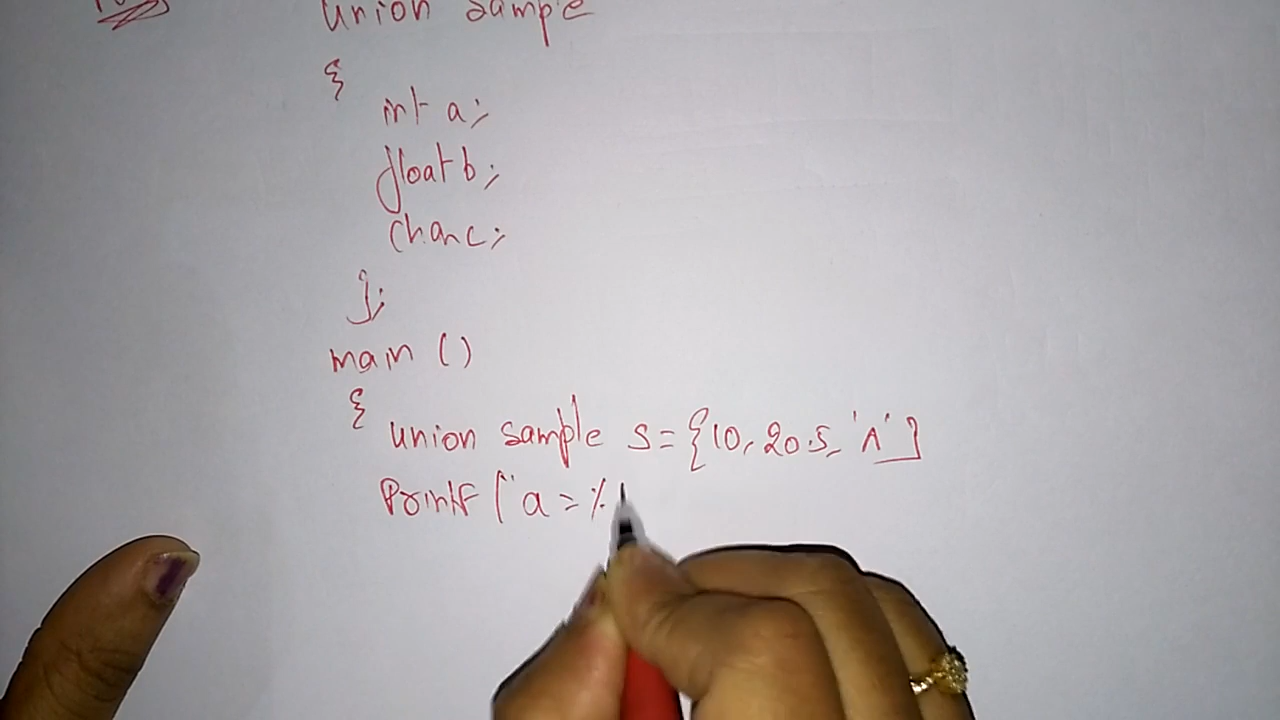 union sample
{
int a;
float b;
char c;
};
main ()
{
union sample s = {10, 20.5, 'A'}
Printf ("a = %